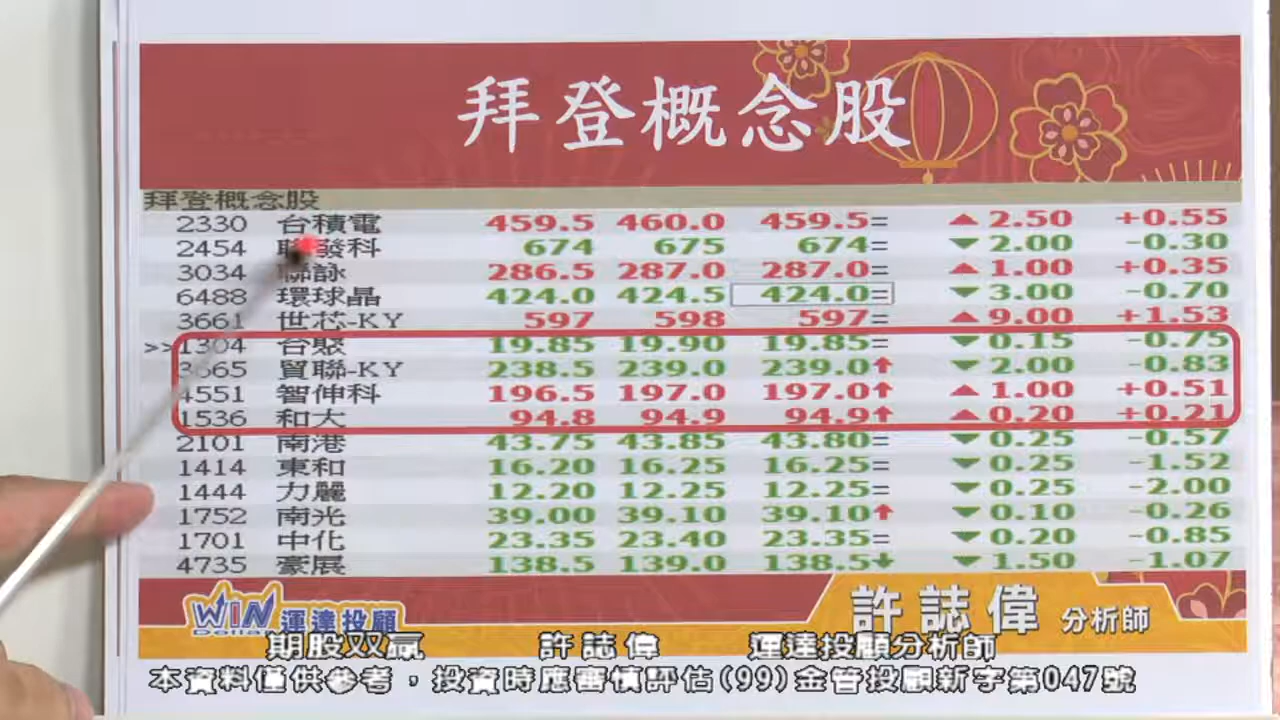 拜登概念股
拜登概念股
2330 台積電 459.5 460.0 459.5= ▲ 2.50 +0.55
2454 聯發科 674 675 674= ▼ 2.00 -0.30
3034 聯詠 286.5 287.0 287.0= ▲ 1.00 +0.35
6488 環球晶 424.0 424.5 424.0= ▼ 3.00 -0.70
3661 世芯-KY 597 598 597= ▲ 9.00 +1.53
>>1304 台聚 19.85 19.90 19.85= ▼ 0.15 -0.75
3665 貿聯-KY 238.5 239.0 239.0↑ ▼ 2.00 -0.83
4551 智伸科 196.5 197.0 197.0↑ ▲ 1.00 +0.51
1536 和大 94.8 94.9 94.9↑ ▲ 0.20 +0.21
2101 南港 43.75 43.85 43.80= ▼ 0.25 -0.57
1414 東和 16.20 16.25 16.25= ▼ 0.25 -1.52
1444 力麗 12.20 12.25 12.25= ▼ 0.25 -2.00
1752 南光 39.00 39.10 39.10↑ ▼ 0.10 -0.26
1701 中化 23.35 23.40 23.35= ▼ 0.20 -0.85
4735 豪展 138.5 139.0 138.5↓ ▼ 1.50 -1.07
WIN 運達投顧 許誌偉 分析師
Dollar
期股双贏 許誌偉 運達投顧分析師
本資料僅供參考，投資時應審慎評估(99)金管投顧新字第047號